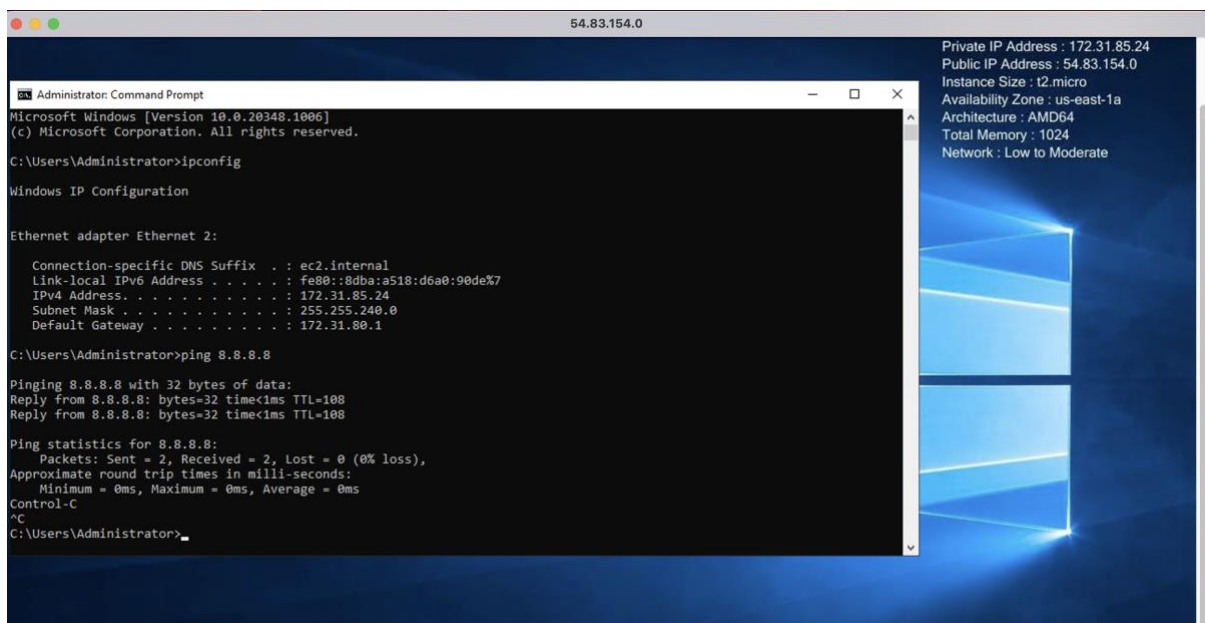 54.83.154.0
Private IP Address : 172.31.85.24
Public IP Address : 54.83.154.0
Instance Size : t2.micro
Availability Zone : us-east-1a
Architecture : AMD64
Total Memory : 1024
Network : Low to Moderate
Administrator: Command Prompt
Microsoft Windows [Version 10.0.20348.1006]
(c) Microsoft Corporation. All rights reserved.
C:\Users\Administrator>ipconfig
Windows IP Configuration
Ethernet adapter Ethernet 2:
Connection-specific DNS Suffix . : ec2.internal
Link-local IPv6 Address . . . . . : fe80::8dba:a518:d6a0:90de%7
IPv4 Address. . . . . . . . . . . : 172.31.85.24
Subnet Mask . . . . . . . . . . . : 255.255.240.0
Default Gateway . . . . . . . . . : 172.31.80.1
C:\Users\Administrator>ping 8.8.8.8
Pinging 8.8.8.8 with 32 bytes of data:
Reply from 8.8.8.8: bytes=32 time<1ms TTL=108
Reply from 8.8.8.8: bytes=32 time<1ms TTL=108
Ping statistics for 8.8.8.8:
Packets: Sent = 2, Received = 2, Lost = 0 (0% loss),
Approximate round trip times in milli-seconds:
Minimum = 0ms, Maximum = 0ms, Average = 0ms
Control-C
^C
C:\Users\Administrator>